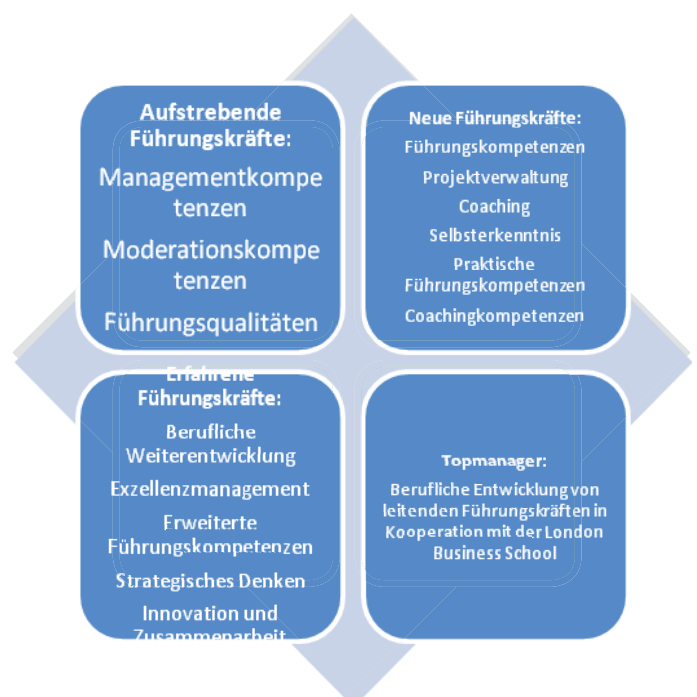 Aufstrebende
Führungskräfte:
Managementkompe
tenzen
Moderationskompe
tenzen
Führungsqualitäten
Neue Führungskräfte:
Führungskompetenzen
Projektverwaltung
Coaching
Selbsterkenntnis
Praktische
Führungskompetenzen
Coachingkompetenzen
Erfahrene
Führungskräfte:
Berufliche
Weiterentwicklung
Exzellenzmanagement
Erweiterte
Führungskompetenzen
Strategisches Denken
Innovation und
Zusammenarbeit
Topmanager:
Berufliche Entwicklung von
leitenden Führungskräften in
Kooperation mit der London
Business School